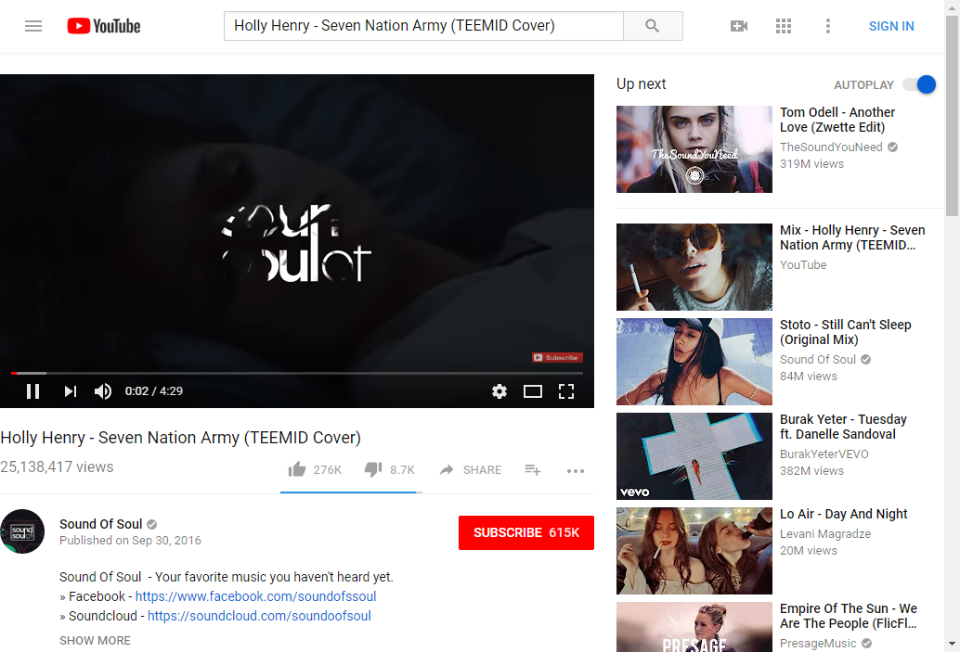 YouTube
Holly Henry - Seven Nation Army (TEEMID Cover)
SIGN IN
Subscribe
0:02 / 4:29
Holly Henry - Seven Nation Army (TEEMID Cover)
25,138,417 views
276K
8.7K
SHARE
sound soulof
Sound Of Soul
Published on Sep 30, 2016
SUBSCRIBE 615K
Sound Of Soul - Your favorite music you haven't heard yet.
» Facebook - https://www.facebook.com/soundofssoul
» Soundcloud - https://soundcloud.com/soundoofsoul
SHOW MORE
Up next
AUTOPLAY
TheSoundYouNeed
Tom Odell - Another
Love (Zwette Edit)
TheSoundYouNeed
319M views
Mix - Holly Henry - Seven
Nation Army (TEEMID...
YouTube
Stoto - Still Can't Sleep
(Original Mix)
Sound Of Soul
84M views
vevo
Burak Yeter - Tuesday
ft. Danelle Sandoval
BurakYeterVEVO
382M views
Lo Air - Day And Night
Levani Magradze
20M views
PRESAGE
Empire Of The Sun - We
Are The People (FlicFl...
PresageMusic